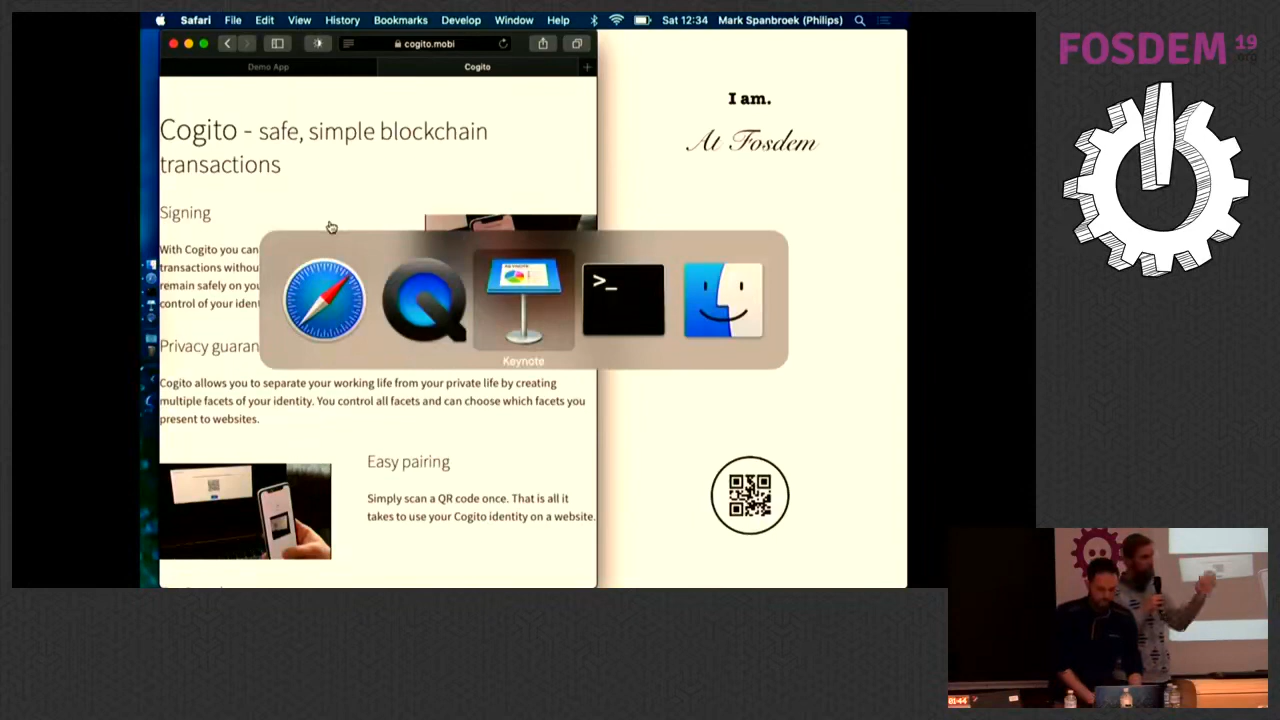 Safari File Edit View History Bookmarks Develop Window Help Sat 12:34 Mark Spanbroek (Philips)
cogito.mobi
Demo App
Cogito
Cogito - safe, simple blockchain
transactions
Signing
With Cogito you can
transactions withou
remain safely on you
control of your iden
Privacy guaran
Cogito allows you to separate your working life from your private life by creating
multiple facets of your identity. You control all facets and can choose which facets you
present to websites.
Easy pairing
Simply scan a QR code once. That is all it
takes to use your Cogito identity on a website.
Keynote
I am.
At Fosdem
FOSDEM 19
.org